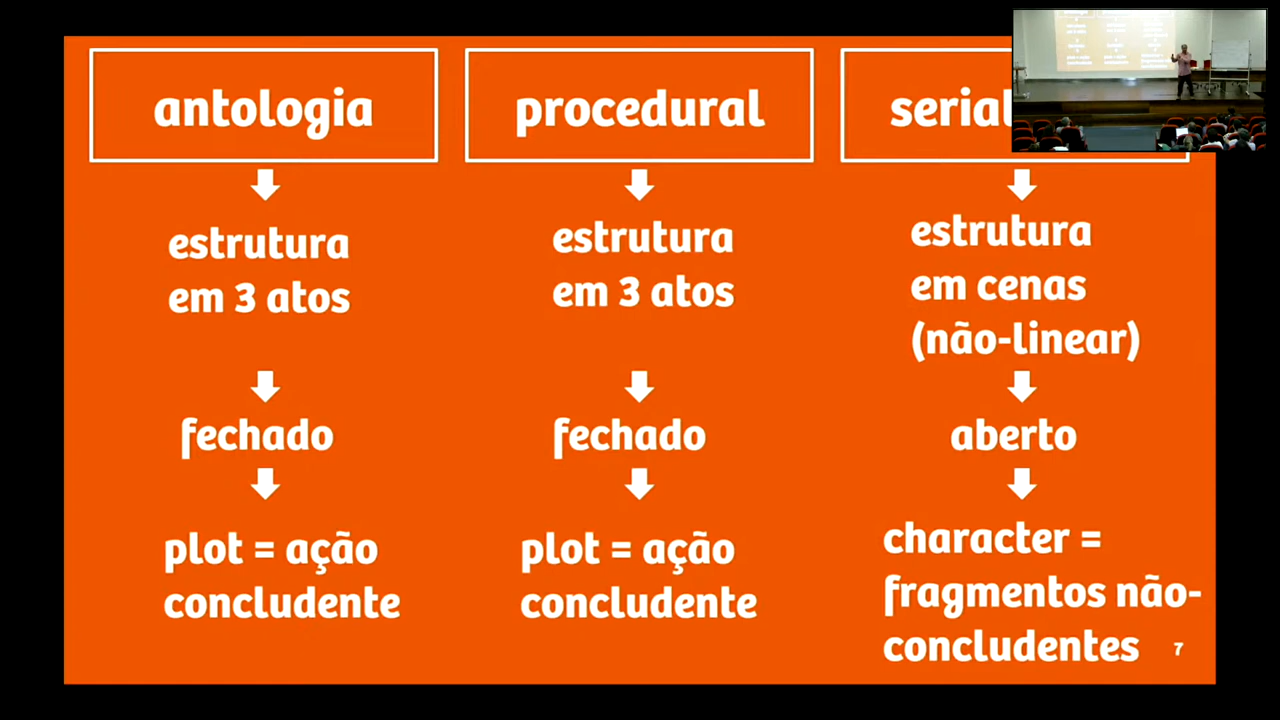 antologia
estrutura
em 3 atos
fechado
plot = ação
concludente
procedural
estrutura
em 3 atos
fechado
plot = ação
concludente
estrutura
em cenas
(não-linear)
aberto
character =
fragmentos não-
concludentes
7